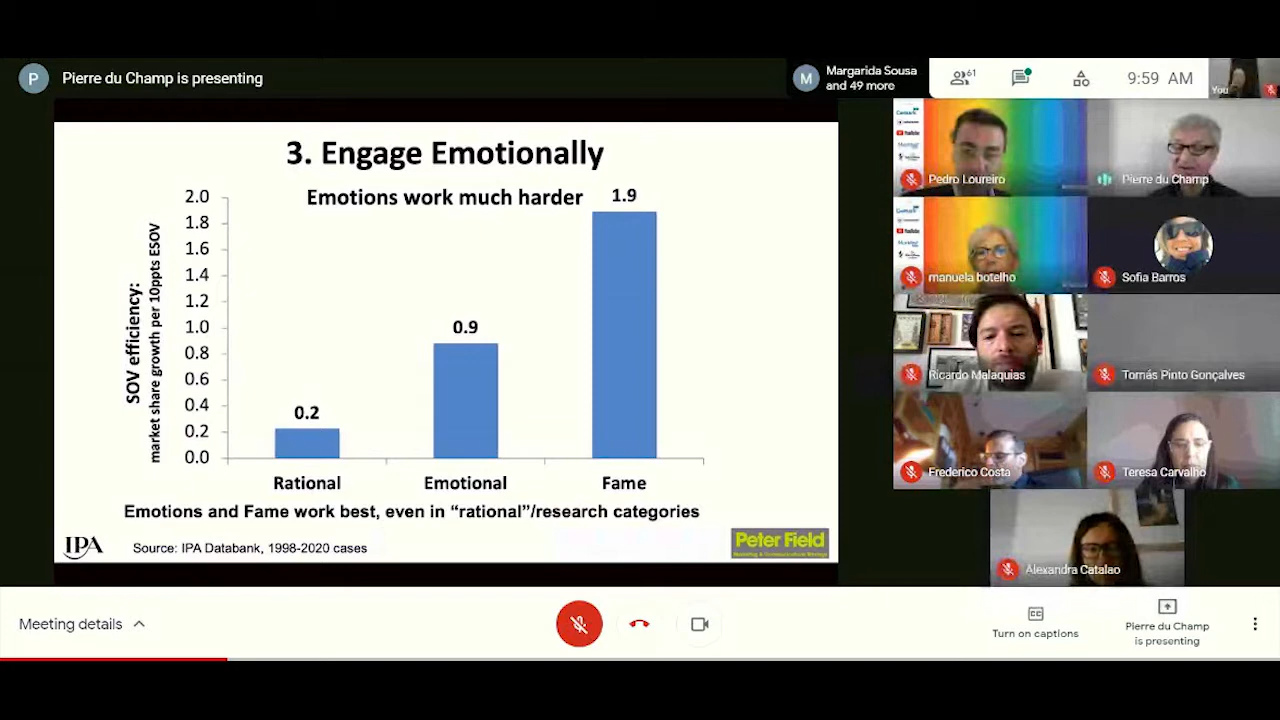 P
Pierre du Champ is presenting
M
Margarida Sousa
and 49 more
61
9:59 AM
You
3. Engage Emotionally
Emotions work much harder
SOV efficiency:
market share growth per 10ppts ESOV
2.0
1.8
1.6
1.4
1.2
1.0
0.8
0.6
0.4
0.2
0.0
0.2
0.9
1.9
Rational
Emotional
Fame
Emotions and Fame work best, even in “rational”/research categories
IPA
Source: IPA Databank, 1998-2020 cases
Peter Field
Pedro Loureiro
Pierre du Champ
YouTube
manuela botelho
Sofia Barros
YouTube
Ricardo Malaquias
Tomás Pinto Gonçalves
Frederico Costa
Teresa Carvalho
Alexandra Catalao
Meeting details
CC
Turn on captions
Pierre du Champ
is presenting